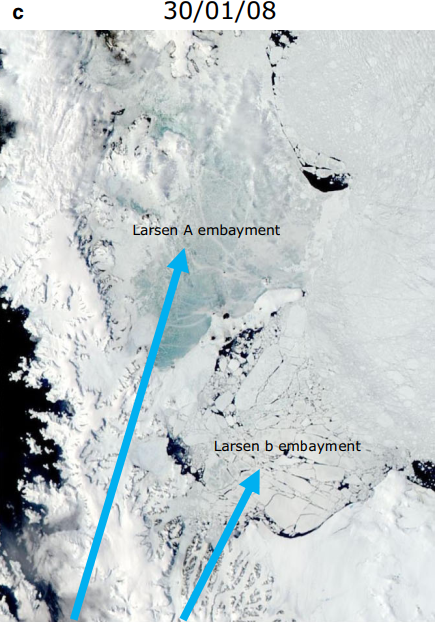 c
30/01/08
Larsen A embayment
Larsen b embayment